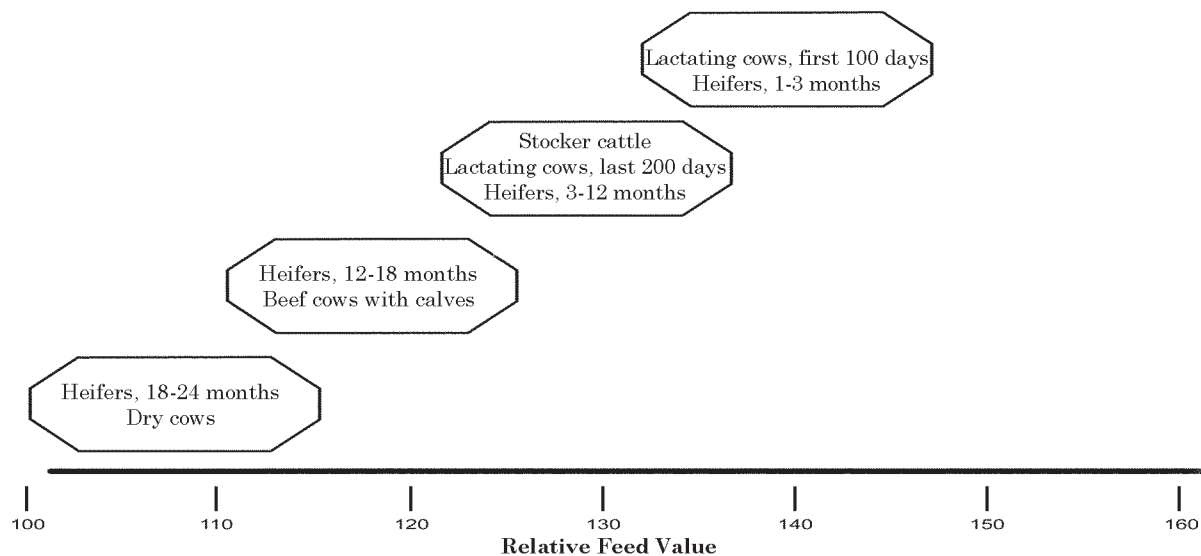 Lactating cows, first 100 days
Heifers, 1-3 months
Stocker cattle
Lactating cows, last 200 days
Heifers, 3-12 months
Heifers, 12-18 months
Beef cows with calves
Heifers, 18-24 months
Dry cows
100 110 120 130 140 150 160
Relative Feed Value